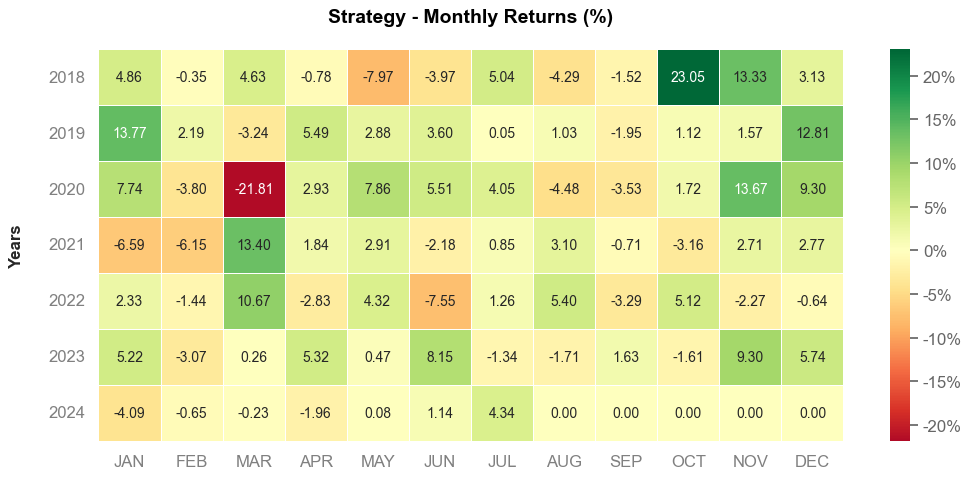 Strategy - Monthly Returns (%)
Years
2018 4.86 -0.35 4.63 -0.78 -7.97 -3.97 5.04 -4.29 -1.52 23.05 13.33 3.13
2019 13.77 2.19 -3.24 5.49 2.88 3.60 0.05 1.03 -1.95 1.12 1.57 12.81
2020 7.74 -3.80 -21.81 2.93 7.86 5.51 4.05 -4.48 -3.53 1.72 13.67 9.30
2021 -6.59 -6.15 13.40 1.84 2.91 -2.18 0.85 3.10 -0.71 -3.16 2.71 2.77
2022 2.33 -1.44 10.67 -2.83 4.32 -7.55 1.26 5.40 -3.29 5.12 -2.27 -0.64
2023 5.22 -3.07 0.26 5.32 0.47 8.15 -1.34 -1.71 1.63 -1.61 9.30 5.74
2024 -4.09 -0.65 -0.23 -1.96 0.08 1.14 4.34 0.00 0.00 0.00 0.00 0.00
JAN FEB MAR APR MAY JUN JUL AUG SEP OCT NOV DEC
20%
15%
10%
5%
0%
-5%
-10%
-15%
-20%